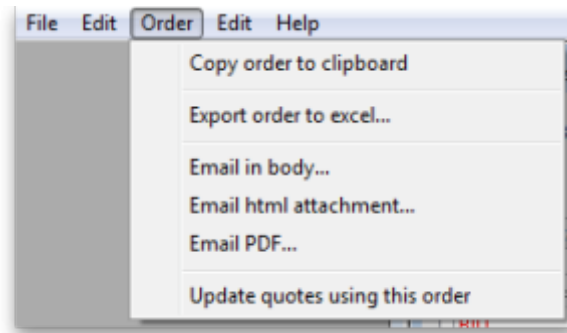 File Edit Order Edit Help
Copy order to clipboard
Export order to excel...
Email in body...
Email html attachment...
Email PDF...
Update quotes using this order